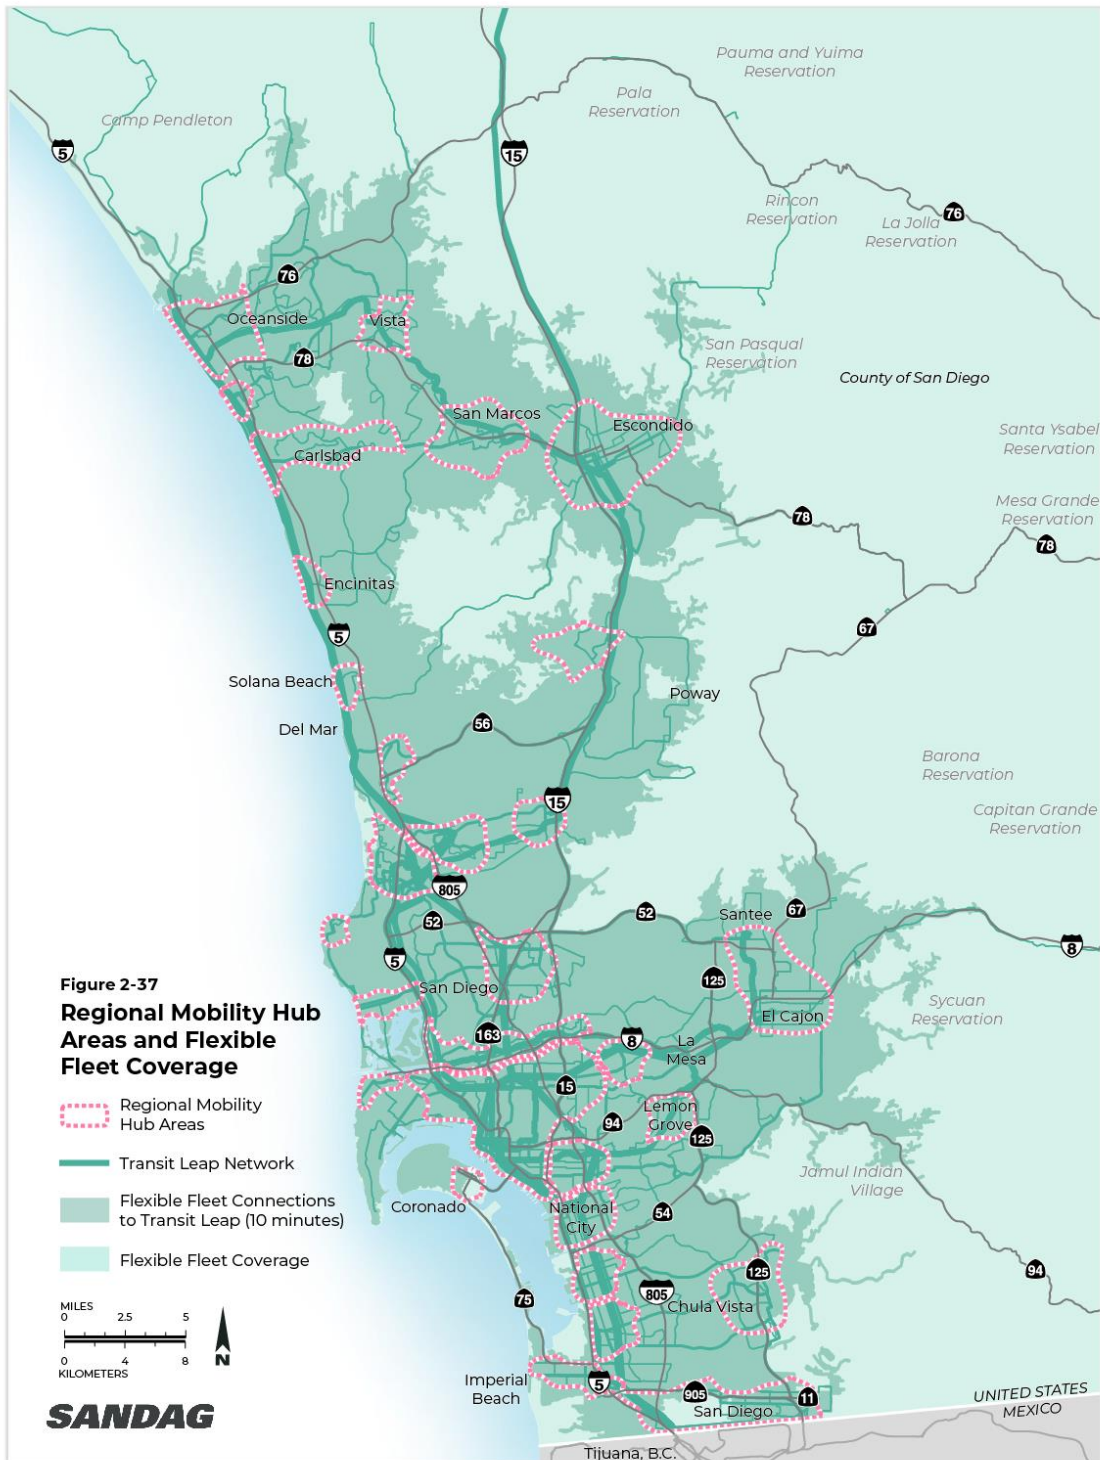 Pauma and Yuima
Reservation
Pala
Reservation
Camp Pendleton
5
15
Rincon
Reservation
La Jolla
Reservation
76
76
Oceanside
Vista
78
San Pasqual
Reservation
County of San Diego
San Marcos
Escondido
Carlsbad
Santa Ysabel
Reservation
Mesa Grande
Reservation
78
78
Encinitas
5
67
Solana Beach
Poway
Del Mar
56
Barona
Reservation
15
Capitan Grande
Reservation
805
52
52
Santee
67
8
5
125
San Diego
El Cajon
Sycuan
Reservation
163
8
La
Mesa
15
94
Lemon
Grove
125
Jamul Indian
Village
Coronado
National
City
54
125
94
75
805
Chula Vista
Imperial
Beach
5
905
11
San Diego
UNITED STATES
MEXICO
Tijuana, B.C.
Figure 2-37
Regional Mobility Hub
Areas and Flexible
Fleet Coverage
Regional Mobility
Hub Areas
Transit Leap Network
Flexible Fleet Connections
to Transit Leap (10 minutes)
Flexible Fleet Coverage
MILES
0 2.5 5
0 4 8
KILOMETERS
N
SANDAG